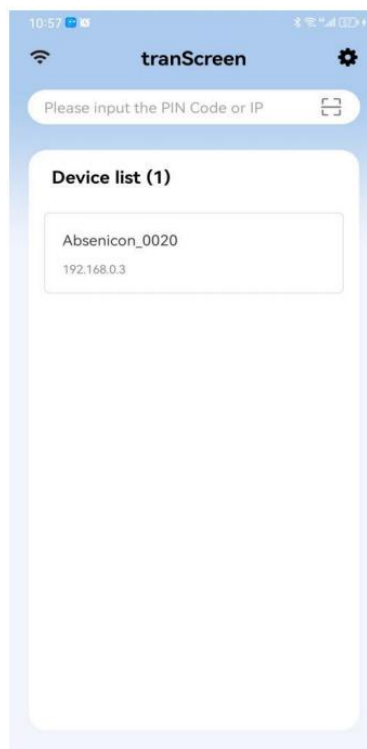 10:57
tranScreen
Please input the PIN Code or IP
Device list (1)
Absenicon_0020
192.168.0.3